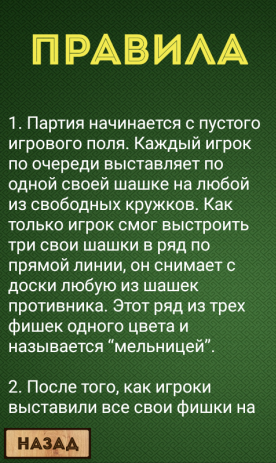 ПРАВИЛА
1. Партия начинается с пустого
игрового поля. Каждый игрок
по очереди выставляет по
одной своей шашке на любой
из свободных кружков. Как
только игрок смог выстроить
три свои шашки в ряд по
прямой линии, он снимает с
доски любую из шашек
противника. Этот ряд из трех
фишек одного цвета и
называется “мельницей”.
2. После того, как игроки
выставили все свои фишки на
НАЗАД